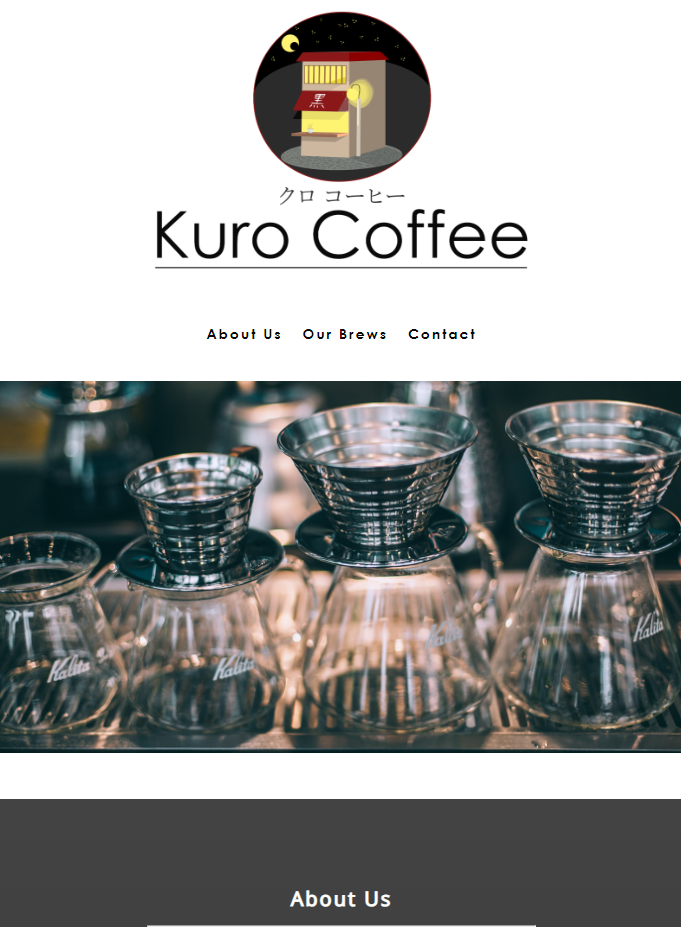 黒
クロ コーヒー
Kuro Coffee
About Us Our Brews Contact
Kalita
Kalita
Kalita
Kalita
About Us